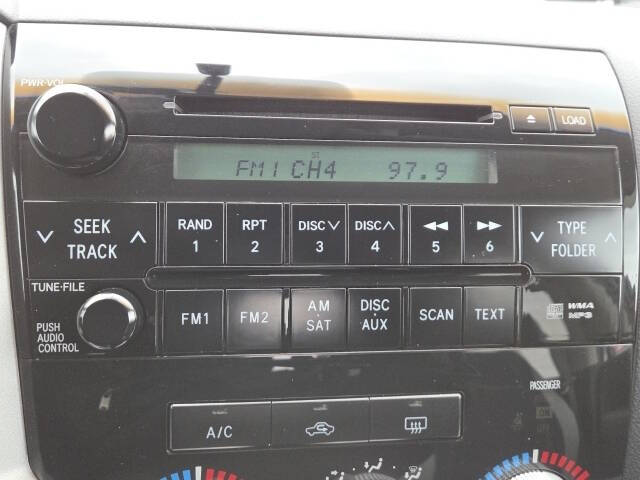 PWR·VOL
LOAD
ST
FM1 CH4 97.9
SEEK TRACK
RAND 1
RPT 2
DISC 3
DISC 4
5
6
TYPE FOLDER
TUNE·FILE
PUSH AUDIO CONTROL
FM1
FM2
AM ·SAT
DISC ·AUX
SCAN
TEXT
WMA
MP3
PASSENGER
A/C